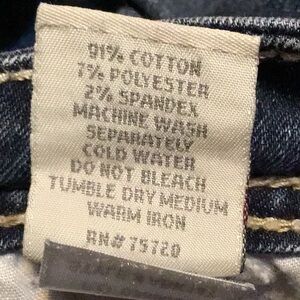 91% COTTON
7% POLYESTER
2% SPANDEX
MACHINE WASH
SEPARATELY
COLD WATER
DO NOT BLEACH
TUMBLE DRY MEDIUM
WARM IRON
RN# 75720